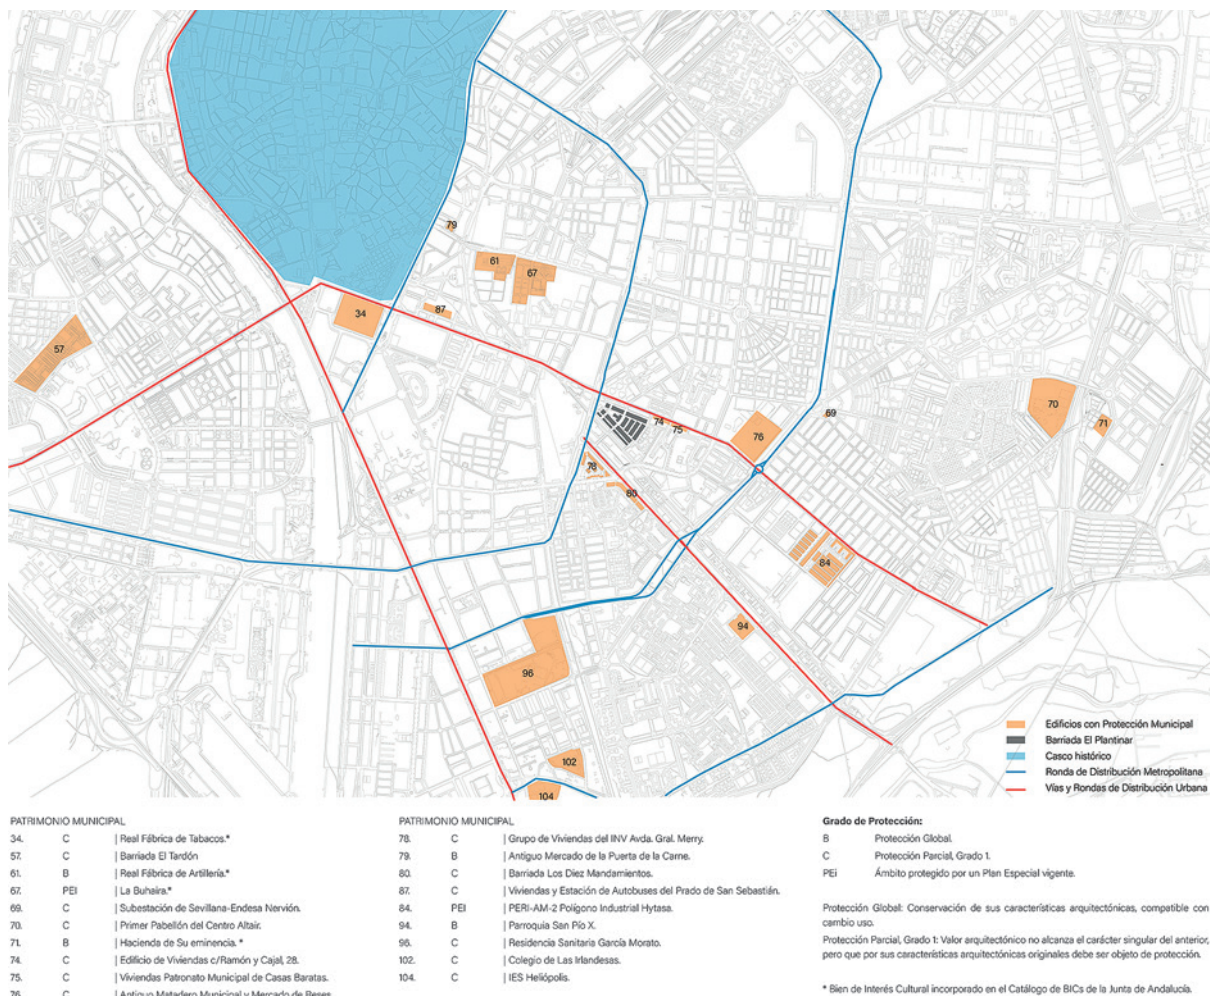 79
61
67
34
87
57
74
75
76
69
70
71
78
80
84
94
96
102
104
Edificios con Protección Municipal
Barriada El Plantinar
Casco histórico
Ronda de Distribución Metropolitana
Vías y Rondas de Distribución Urbana
PATRIMONIO MUNICIPAL
34. C | Real Fábrica de Tabacos.*
57. C | Barriada El Tardón
61. B | Real Fábrica de Artillería.*
67. PEI | La Buhaira.*
69. C | Subestación de Sevillana-Endesa Nervión.
70. C | Primer Pabellón del Centro Altair.
71. B | Hacienda de Su eminencia. *
74. C | Edificio de Viviendas c/Ramón y Cajal, 28.
75. C | Viviendas Patronato Municipal de Casas Baratas.
76. C | Antiguo Matadero Municipal y Mercado de Reses
PATRIMONIO MUNICIPAL
78. C | Grupo de Viviendas del INV Avda. Gral. Merry.
79. B | Antiguo Mercado de la Puerta de la Carne.
80. C | Barriada Los Diez Mandamientos.
87. C | Viviendas y Estación de Autobuses del Prado de San Sebastián.
84. PEI | PERI-AM-2 Polígono Industrial Hytasa.
94. B | Parroquia San Pío X.
96. C | Residencia Sanitaria García Morato.
102. C | Colegio de Las Irlandesas.
104. C | IES Heliópolis.
Grado de Protección:
B Protección Global.
C Protección Parcial, Grado 1.
PEi Ámbito protegido por un Plan Especial vigente.
Protección Global: Conservación de sus características arquitectónicas, compatible con
cambio uso.
Protección Parcial, Grado 1: Valor arquitectónico no alcanza el carácter singular del anterior,
pero que por sus características arquitectónicas originales debe ser objeto de protección.
* Bien de Interés Cultural incorporado en el Catálogo de BICs de la Junta de Andalucía.